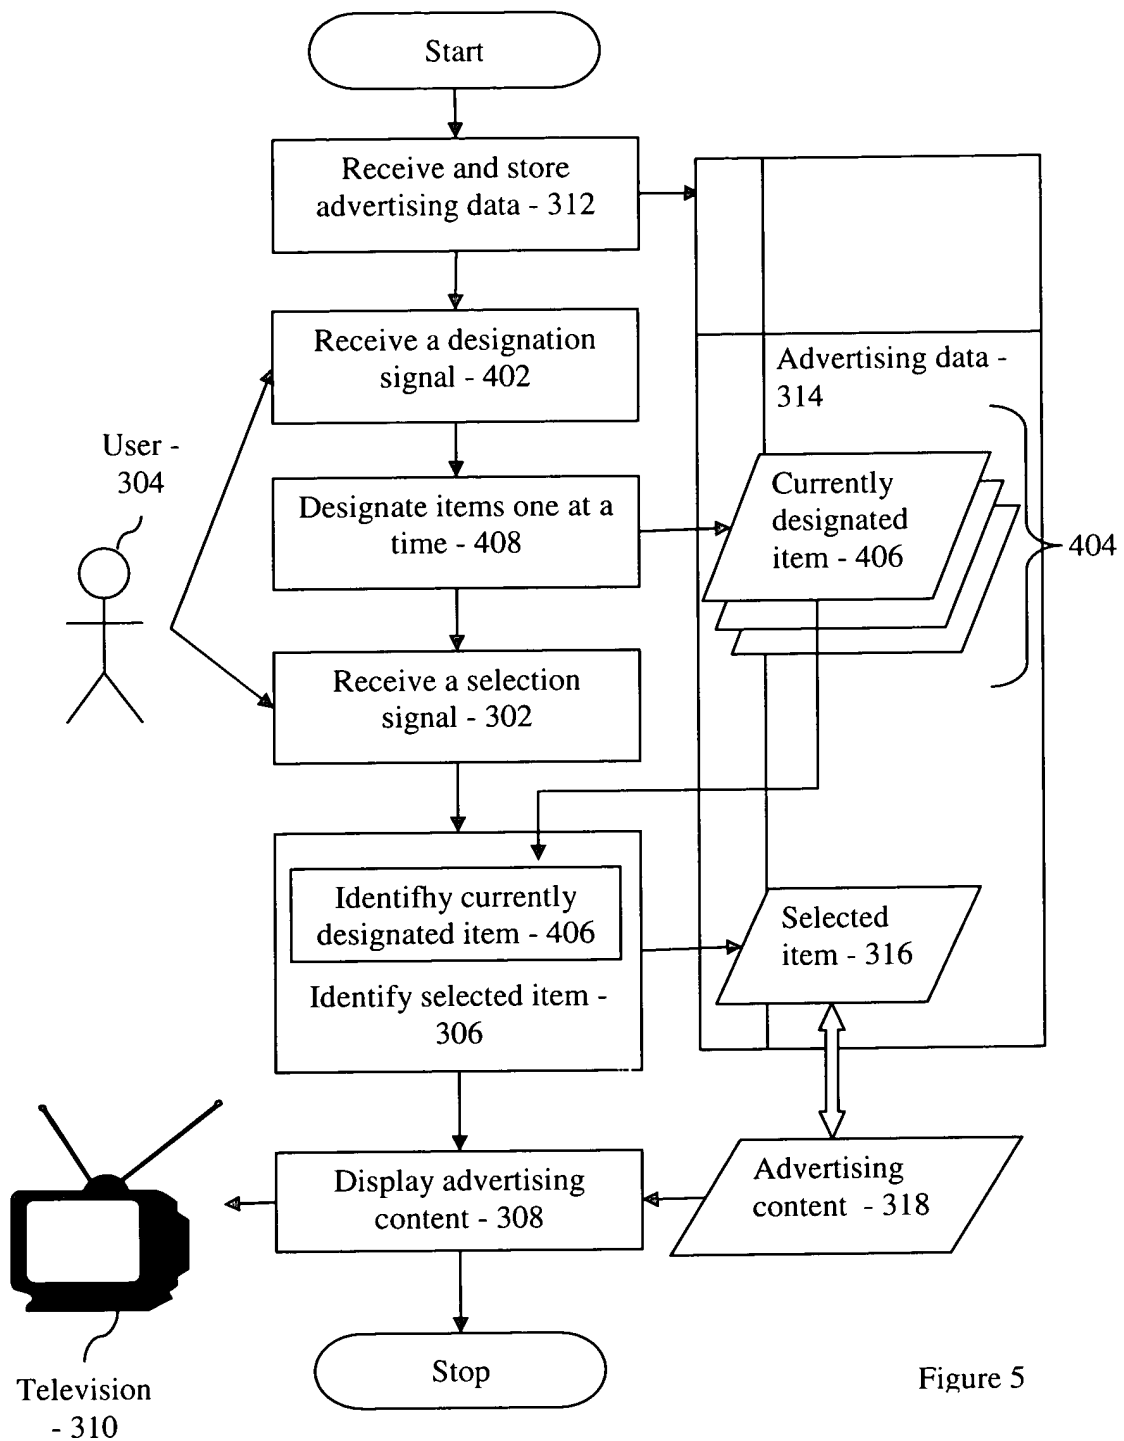 Start
Receive and store
advertising data - 312
Receive a designation
signal - 402
Advertising data -
314
User -
304
Designate items one at a
time - 408
Currently
designated
item - 406
404
Receive a selection
signal - 302
Identifhy currently
designated item - 406
Identify selected item -
306
Selected
item - 316
Display advertising
content - 308
Advertising
content - 318
Television
- 310
Stop
Figure 5